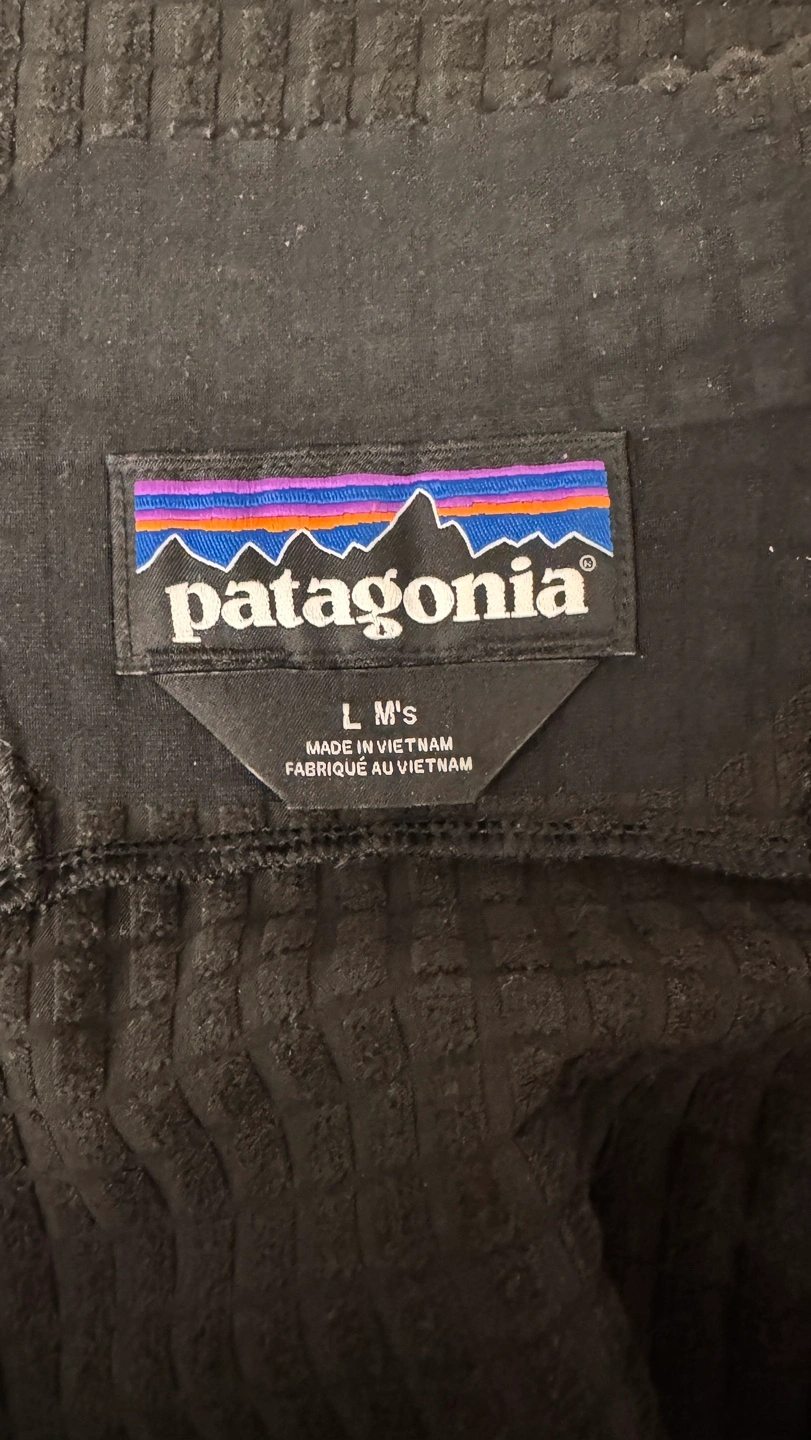 patagonia®
L M's
MADE IN VIETNAM
FABRIQUÉ AU VIETNAM